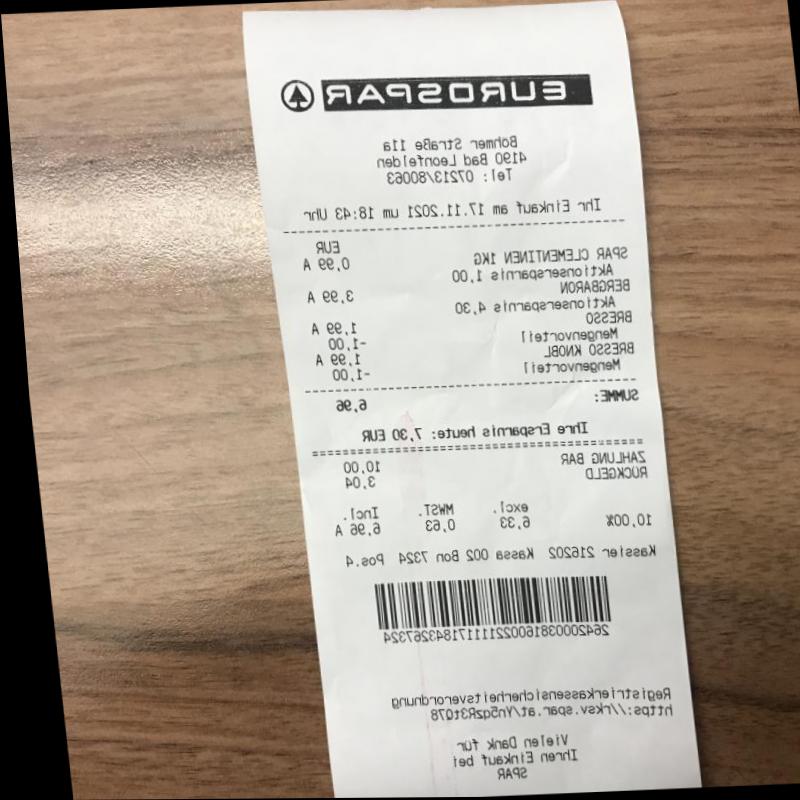 EUROSPAR
Böhmer Straße 11a
4190 Bad Leonfelden
Tel: 07213/80063
Ihr Einkauf am 17.11.2021 um 18:43 Uhr
EUR
SPAR CLEMENTINEN 1KG 0,99 A
Aktionsersparnis 1,00
BERGBARON 3,99 A
Aktionsersparnis 4,30
BRESSO 1,99 A
Mengenvorteil -1,00
BRESSO KNOBL 1,99 A
Mengenvorteil -1,00
SUMME: 6,96
Ihre Ersparnis heute: 7,30 EUR
ZAHLUNG BAR 10,00
RÜCKGELD 3,04
excl. MWST. Incl.
10,00% 6,33 0,63 6,96 A
Kassier 216202 Kassa 002 Bon 7324 Pos.4
26420000381600221111171843267324
Registrierkassensicherheitsverordnung
https://rksv.spar.at/Yn5qzR3tQ78
Vielen Dank für
Ihren Einkauf bei
SPAR